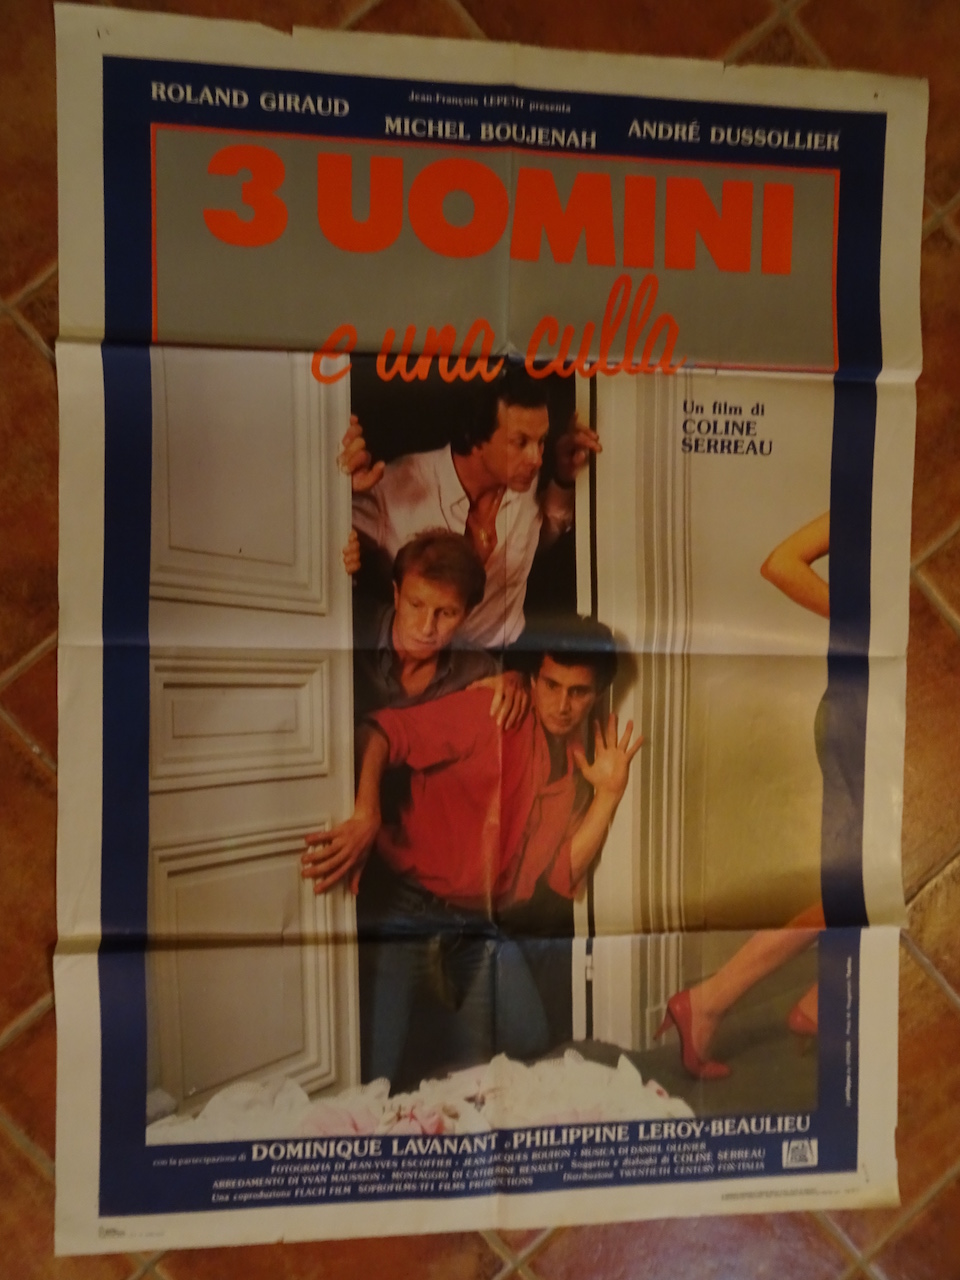 Jean-François LEPETIT presenta
ROLAND GIRAUD MICHEL BOUJENAH ANDRÉ DUSSOLLIER
3 UOMINI
e una culla
Un film di
COLINE
SERREAU
con la partecipazione di DOMINIQUE LAVANANT e PHILIPPINE LEROY-BEAULIEU
FOTOGRAFIA DI JEAN-YVES ESCOFFIER - JEAN-JACQUES BOUHON - MUSICA DI DANIEL OLLIVIER
ARREDAMENTO DI YVAN MAUSSION - MONTAGGIO DI CATHERINE RENAULT - Soggetto e dialoghi di COLINE SERREAU
Una coproduzione FLACH FILM SOPROFILMS TF1 FILMS PRODUCTIONS Distribuzione TWENTIETH CENTURY FOX ITALIA